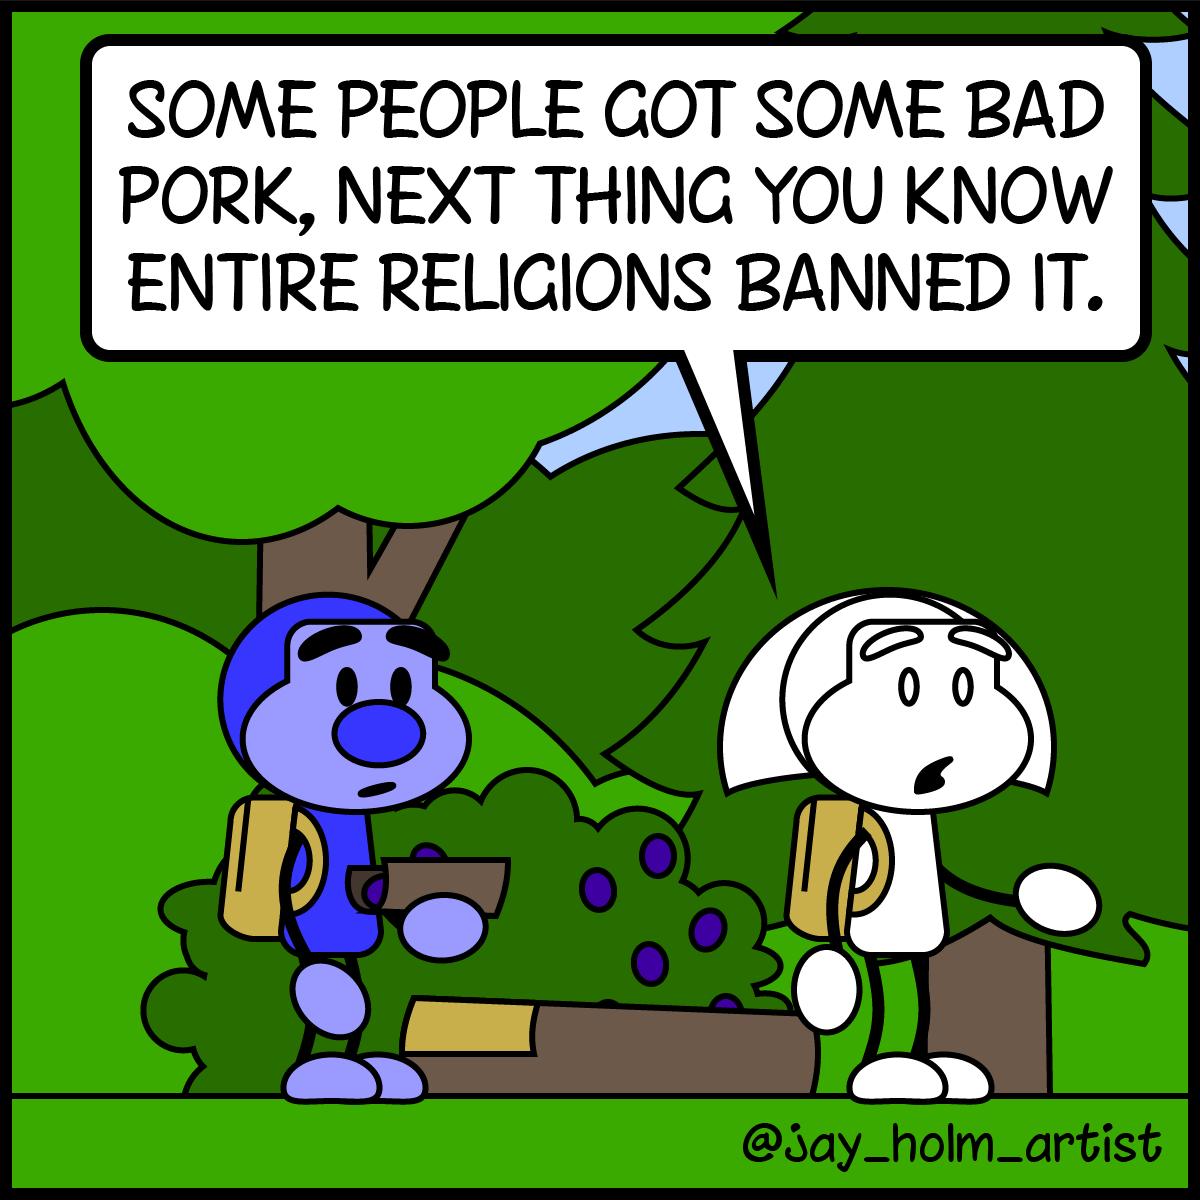 SOME PEOPLE GOT SOME BAD
PORK, NEXT THING YOU KNOW
ENTIRE RELIGIONS BANNED IT.
@jay_holm_artist